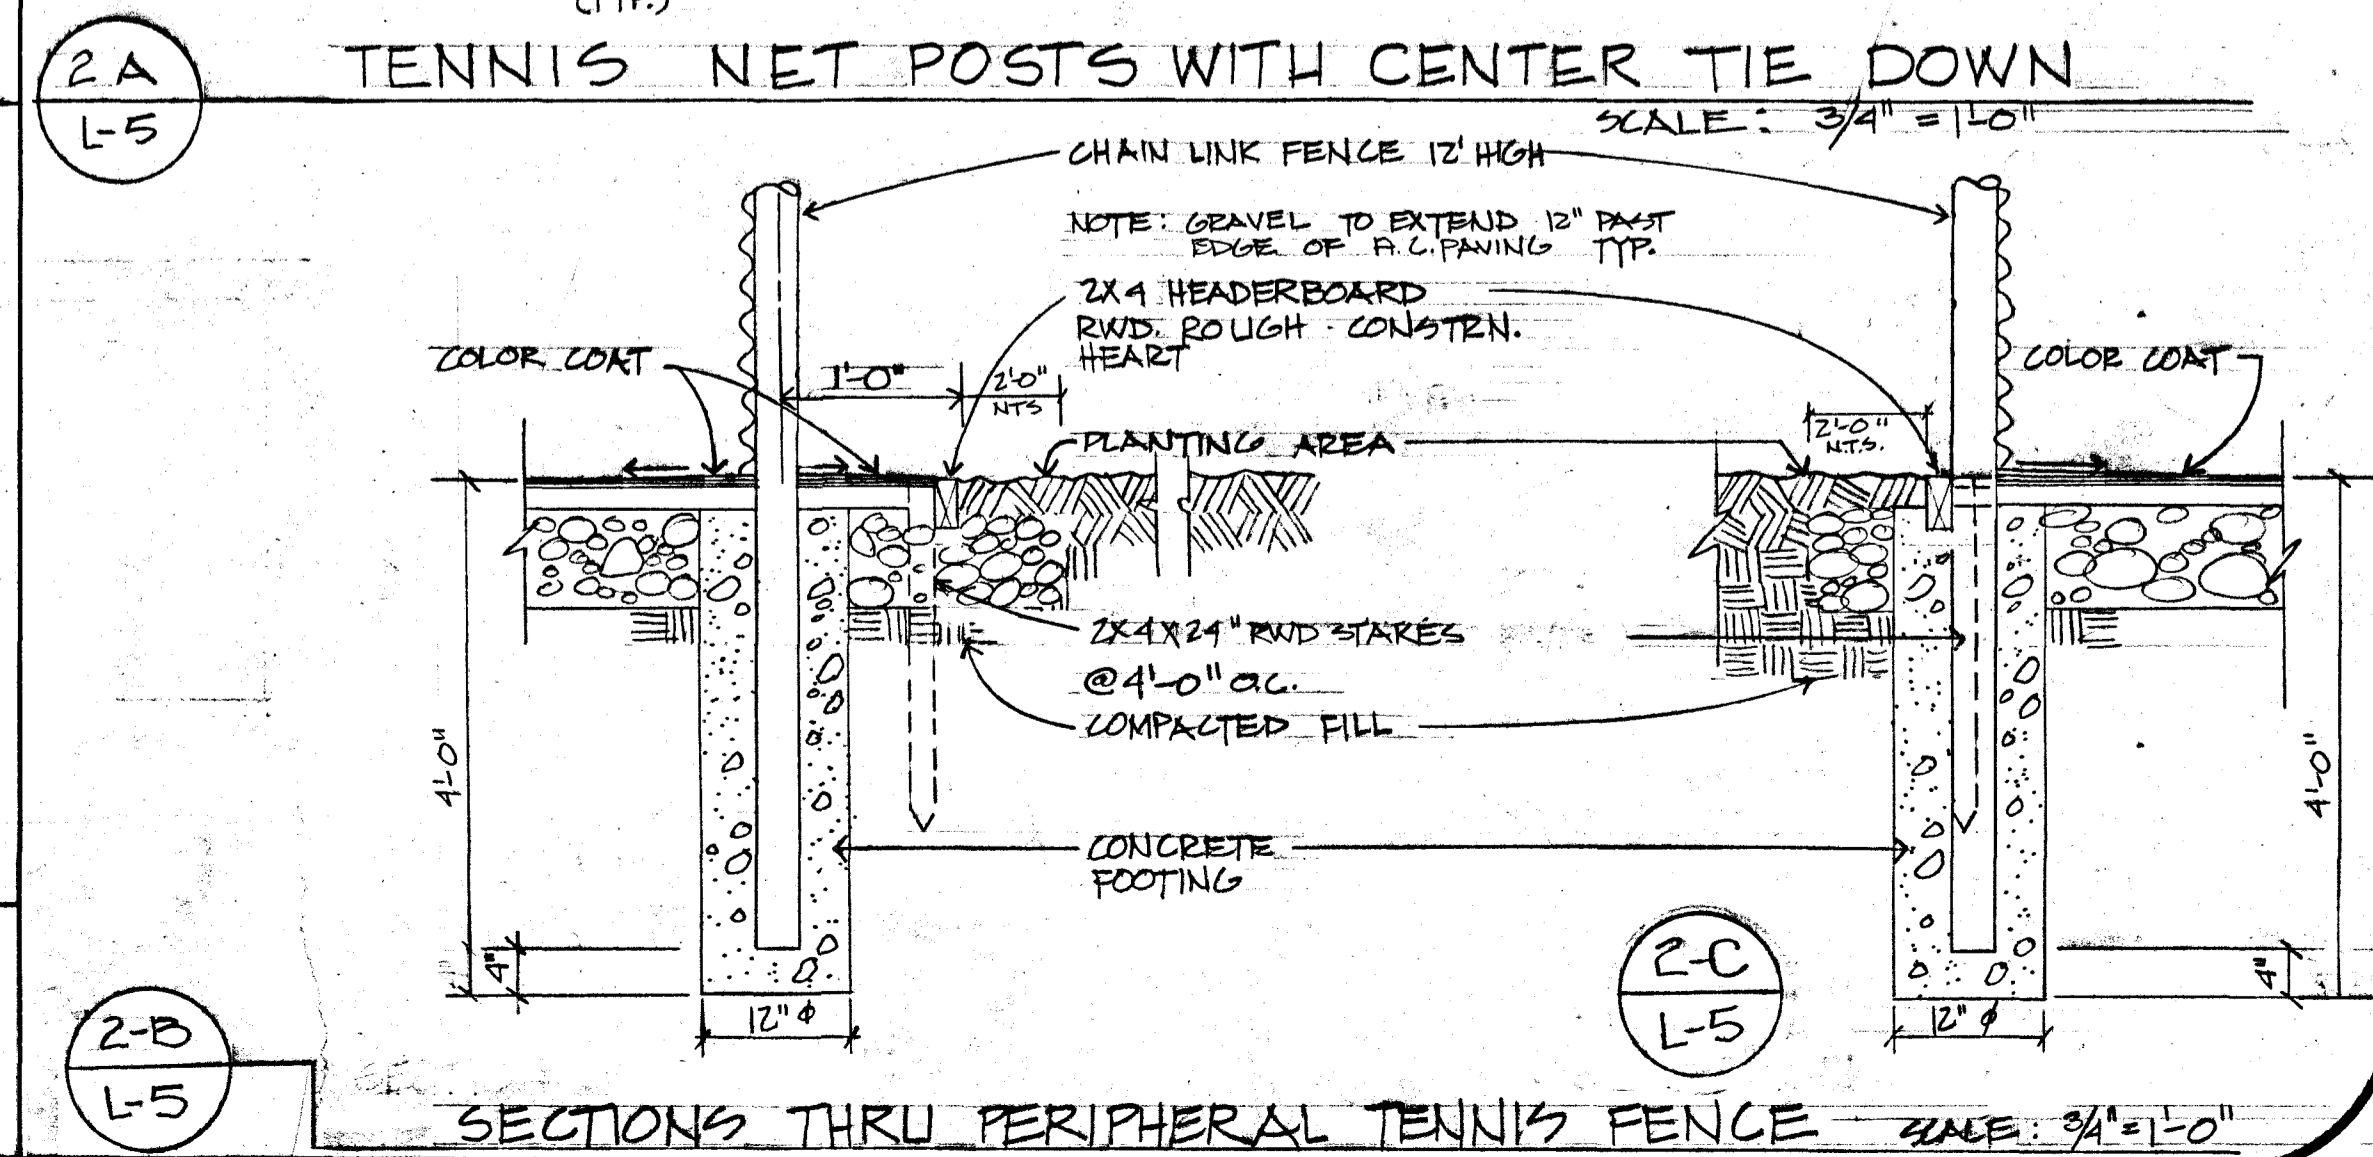 (TYP.)
2A
L-5
TENNIS NET POSTS WITH CENTER TIE DOWN
SCALE: 3/4" = 1'-0"
CHAIN LINK FENCE 12' HIGH
NOTE: GRAVEL TO EXTEND 12" PAST
EDGE OF A.C. PAVING TYP.
2X4 HEADERBOARD
RWD. ROUGH - CONSTRN.
HEART
COLOR COAT
1'-0"
2'-0"
NTS
COLOR COAT
PLANTING AREA
2'-0"
N.T.S.
2X4X24" RWD STAKES
@ 4'-0" O.C.
COMPACTED FILL
4'-0"
4'-0"
CONCRETE
FOOTING
4"
4"
12" ϕ
12" ϕ
2-C
L-5
2-B
L-5
SECTIONS THRU PERIPHERAL TENNIS FENCE
SCALE: 3/4"=1'-0"